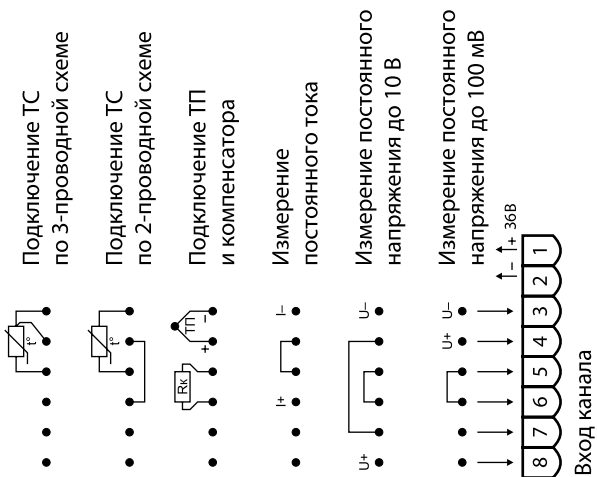 Подключение ТС
по 3-проводной схеме
t°
Подключение ТС
по 2-проводной схеме
t°
Подключение ТП
и компенсатора
ТП
–
+
Rк
Измерение
постоянного тока
I–
I+
Измерение постоянного
напряжения до 10 В
U–
U+
Измерение постоянного
напряжения до 100 мВ
U–
U+
– + 36В
1
2
3
4
5
6
7
8
Вход канала